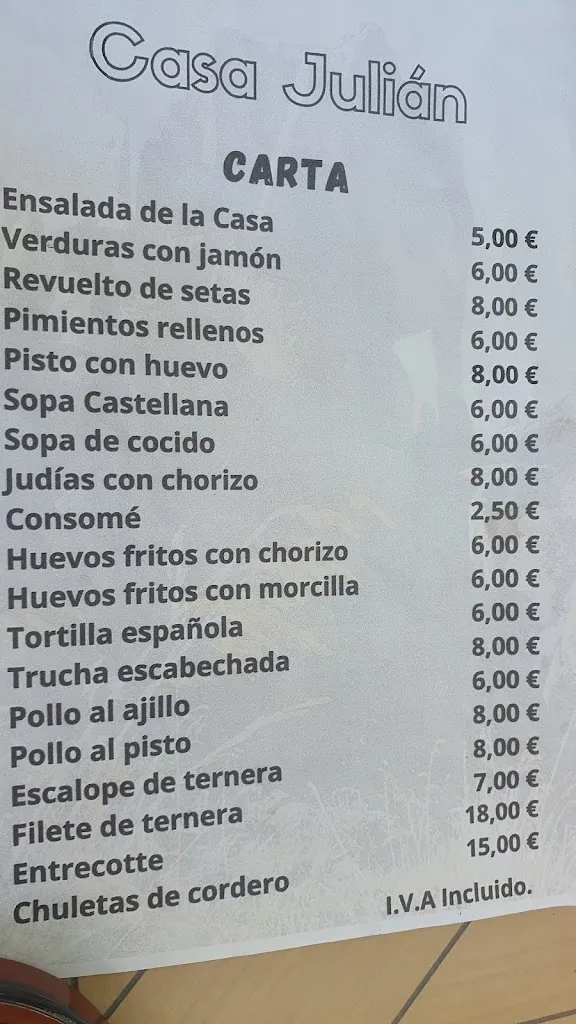 Casa Julián
CARTA
Ensalada de la Casa 5,00 €
Verduras con jamón 6,00 €
Revuelto de setas 8,00 €
Pimientos rellenos 6,00 €
Pisto con huevo 8,00 €
Sopa Castellana 6,00 €
Sopa de cocido 6,00 €
Judías con chorizo 8,00 €
Consomé 2,50 €
Huevos fritos con chorizo 6,00 €
Huevos fritos con morcilla 6,00 €
Tortilla española 6,00 €
Trucha escabechada 8,00 €
Pollo al ajillo 6,00 €
Pollo al pisto 8,00 €
Escalope de ternera 8,00 €
Filete de ternera 7,00 €
Entrecotte 18,00 €
Chuletas de cordero 15,00 €
I.V.A Incluido.